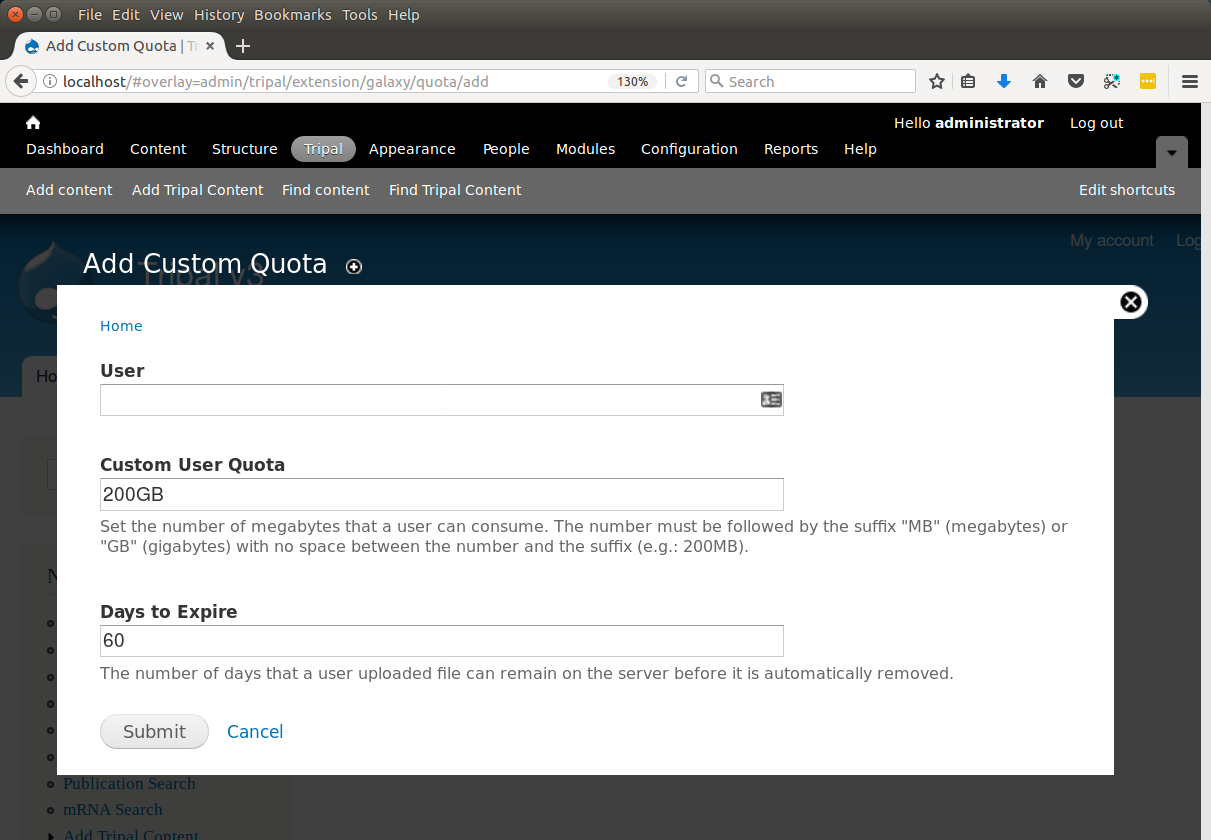 File Edit View History Bookmarks Tools Help
Add Custom Quota | Tr
localhost/#overlay=admin/tripal/extension/galaxy/quota/add 130% Search
Hello administrator Log out
Dashboard Content Structure Tripal Appearance People Modules Configuration Reports Help
Add content Add Tripal Content Find content Find Tripal Content Edit shortcuts
My account Log
Add Custom Quota
Tripal v3
Home
Ho
User
Custom User Quota
200GB
Set the number of megabytes that a user can consume. The number must be followed by the suffix "MB" (megabytes) or
"GB" (gigabytes) with no space between the number and the suffix (e.g.: 200MB).
N
Days to Expire
60
The number of days that a user uploaded file can remain on the server before it is automatically removed.
Submit Cancel
Publication Search
mRNA Search
Add Tripal Content